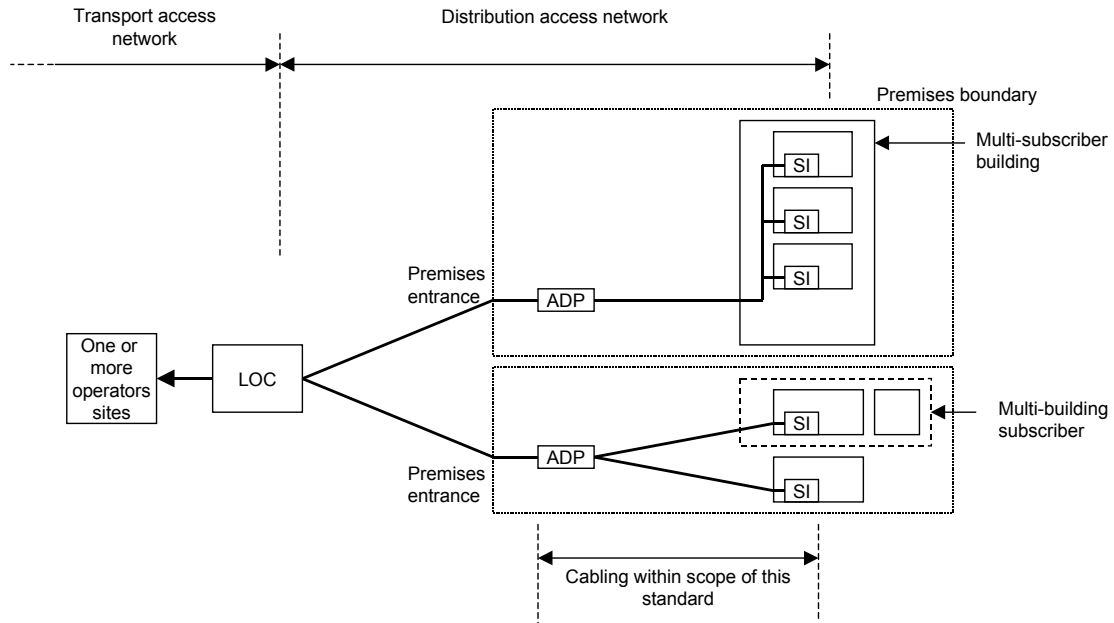 Transport access
network
Distribution access network
Premises boundary
Multi-subscriber
building
SI
SI
SI
Premises
entrance
ADP
One or
more
operators
sites
LOC
Multi-building
subscriber
SI
ADP
Premises
entrance
SI
Cabling within scope of this
standard